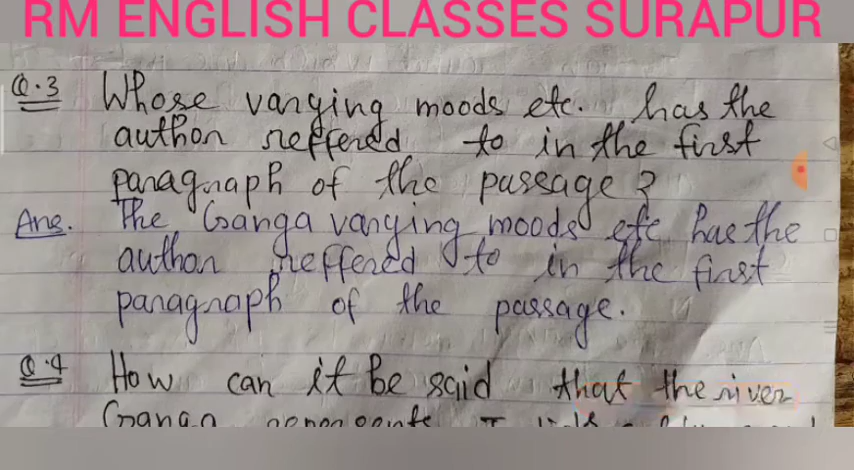 RM ENGLISH CLASSES SURAPUR
Q.3 Whose varying moods etc. has the
author reffered to in the first
paragraph of the passage?
Ans. The Ganga varying moods etc has the
author reffered to in the first
paragraph of the passage.
Q.4 How can it be said that the river
Ganga